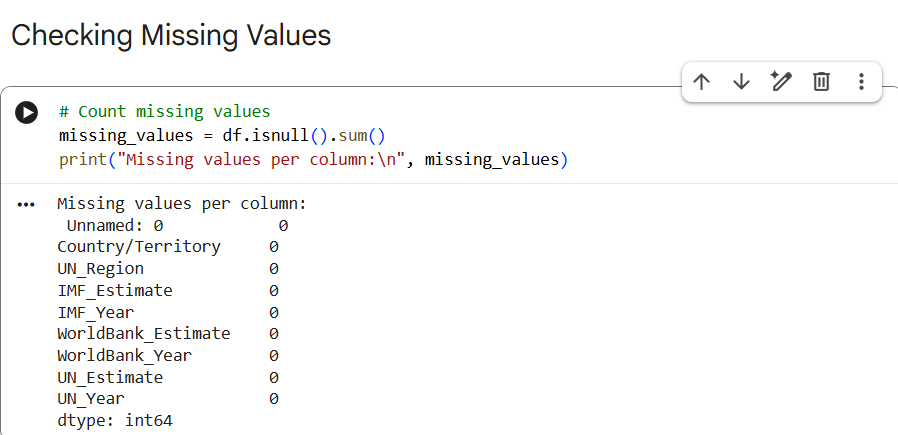 Checking Missing Values
# Count missing values
missing_values = df.isnull().sum()
print("Missing values per column:\n", missing_values)
Missing values per column:
 Unnamed: 0              0
Country/Territory      0
UN_Region              0
IMF_Estimate           0
IMF_Year               0
WorldBank_Estimate     0
WorldBank_Year         0
UN_Estimate            0
UN_Year                0
dtype: int64